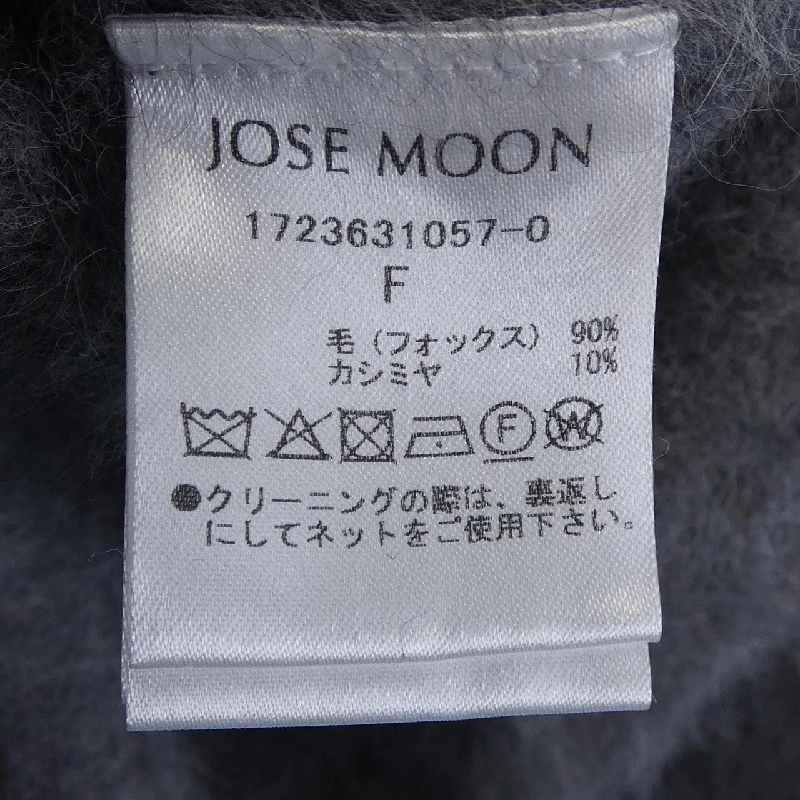 JOSE MOON
1723631057-0
F
毛（フォックス） 90%
カシミヤ 10%
F W
●クリーニングの際は、裏返し
にしてネットをご使用下さい。